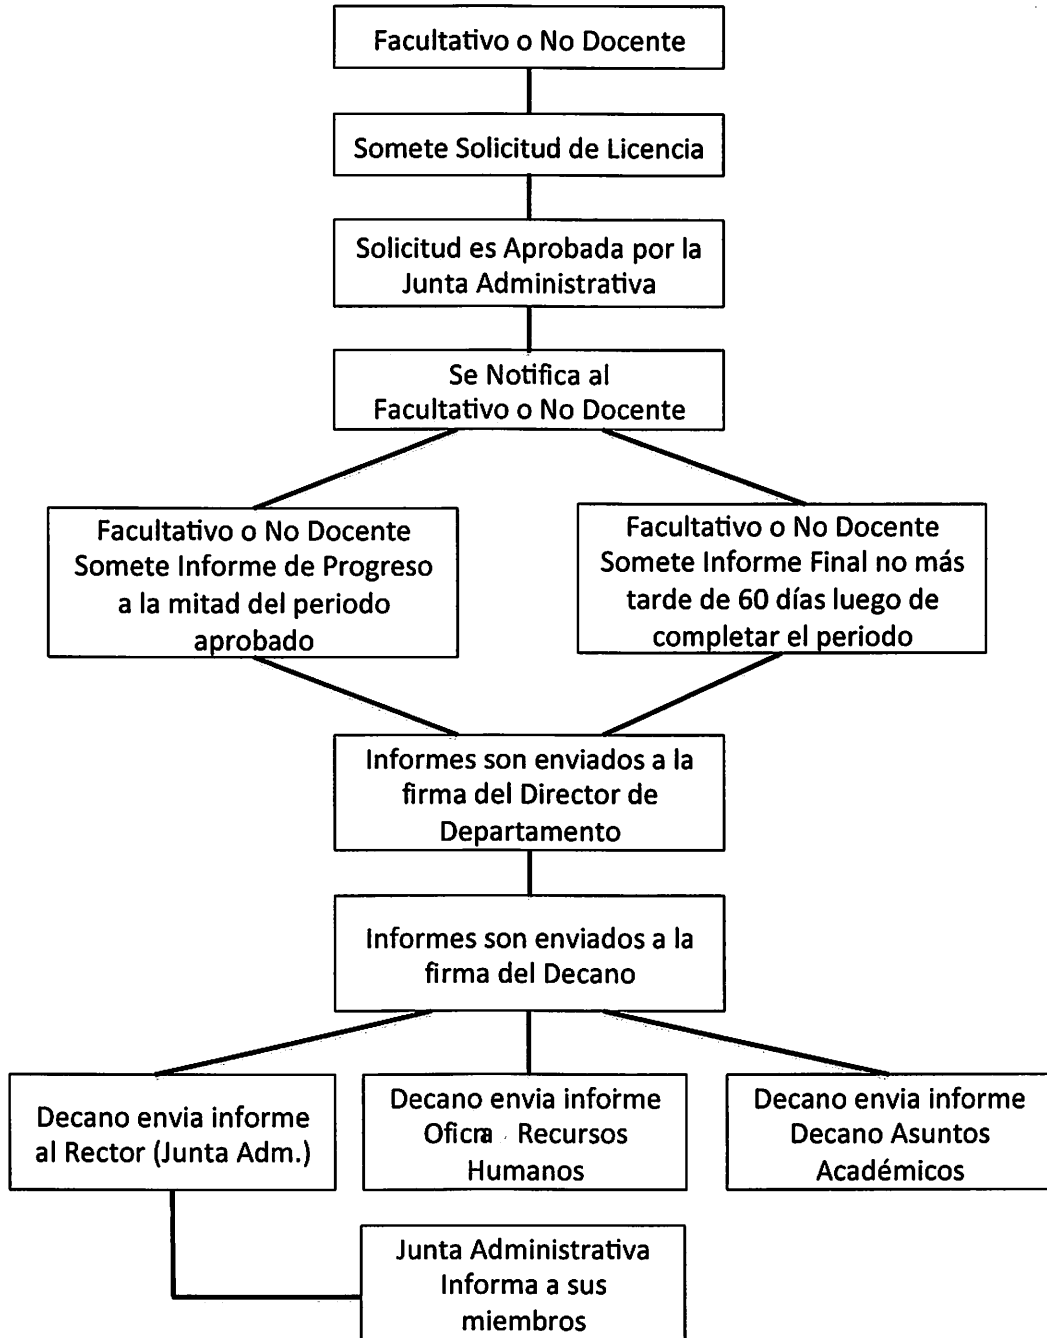 Facultativo o No Docente
Somete Solicitud de Licencia
Solicitud es Aprobada por la
Junta Administrativa
Se Notifica al
Facultativo o No Docente
Facultativo o No Docente
Somete Informe de Progreso
a la mitad del periodo
aprobado
Facultativo o No Docente
Somete Informe Final no más
tarde de 60 días luego de
completar el periodo
Informes son enviados a la
firma del Director de
Departamento
Informes son enviados a la
firma del Decano
Decano envia informe
al Rector (Junta Adm.)
Decano envia informe
Recursos
Humanos
Decano envia informe
Decano Asuntos
Académicos
Junta Administrativa
Informa a sus
miembros